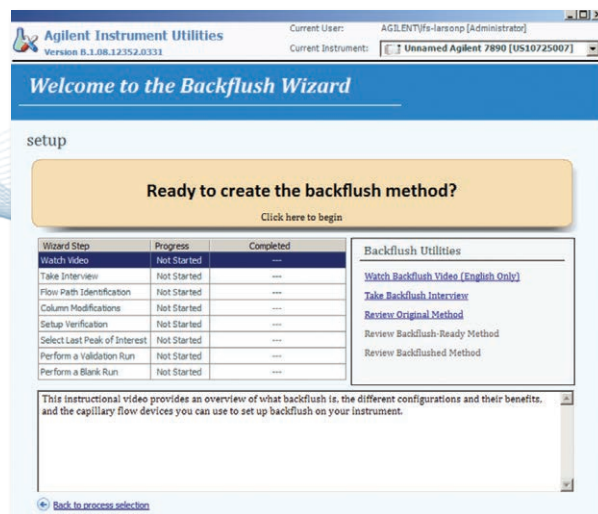 Agilent Instrument Utilities
Version B.1.08.12352.0331
Current User: AGILENT\lfs-larsonp [Administrator]
Current Instrument: Unnamed Agilent 7890 [US10725007]
Welcome to the Backflush Wizard
setup
Ready to create the backflush method?
Click here to begin
Wizard Step Progress Completed
Watch Video Not Started ---
Take Interview Not Started ---
Flow Path Identification Not Started ---
Column Modifications Not Started ---
Setup Verification Not Started ---
Select Last Peak of Interest Not Started ---
Perform a Validation Run Not Started ---
Perform a Blank Run Not Started ---
Backflush Utilities
Watch Backflush Video (English Only)
Take Backflush Interview
Review Original Method
Review Backflush-Ready Method
Review Backflushed Method
This instructional video provides an overview of what backflush is, the different configurations and their benefits,
and the capillary flow devices you can use to set up backflush on your instrument.
Back to process selection